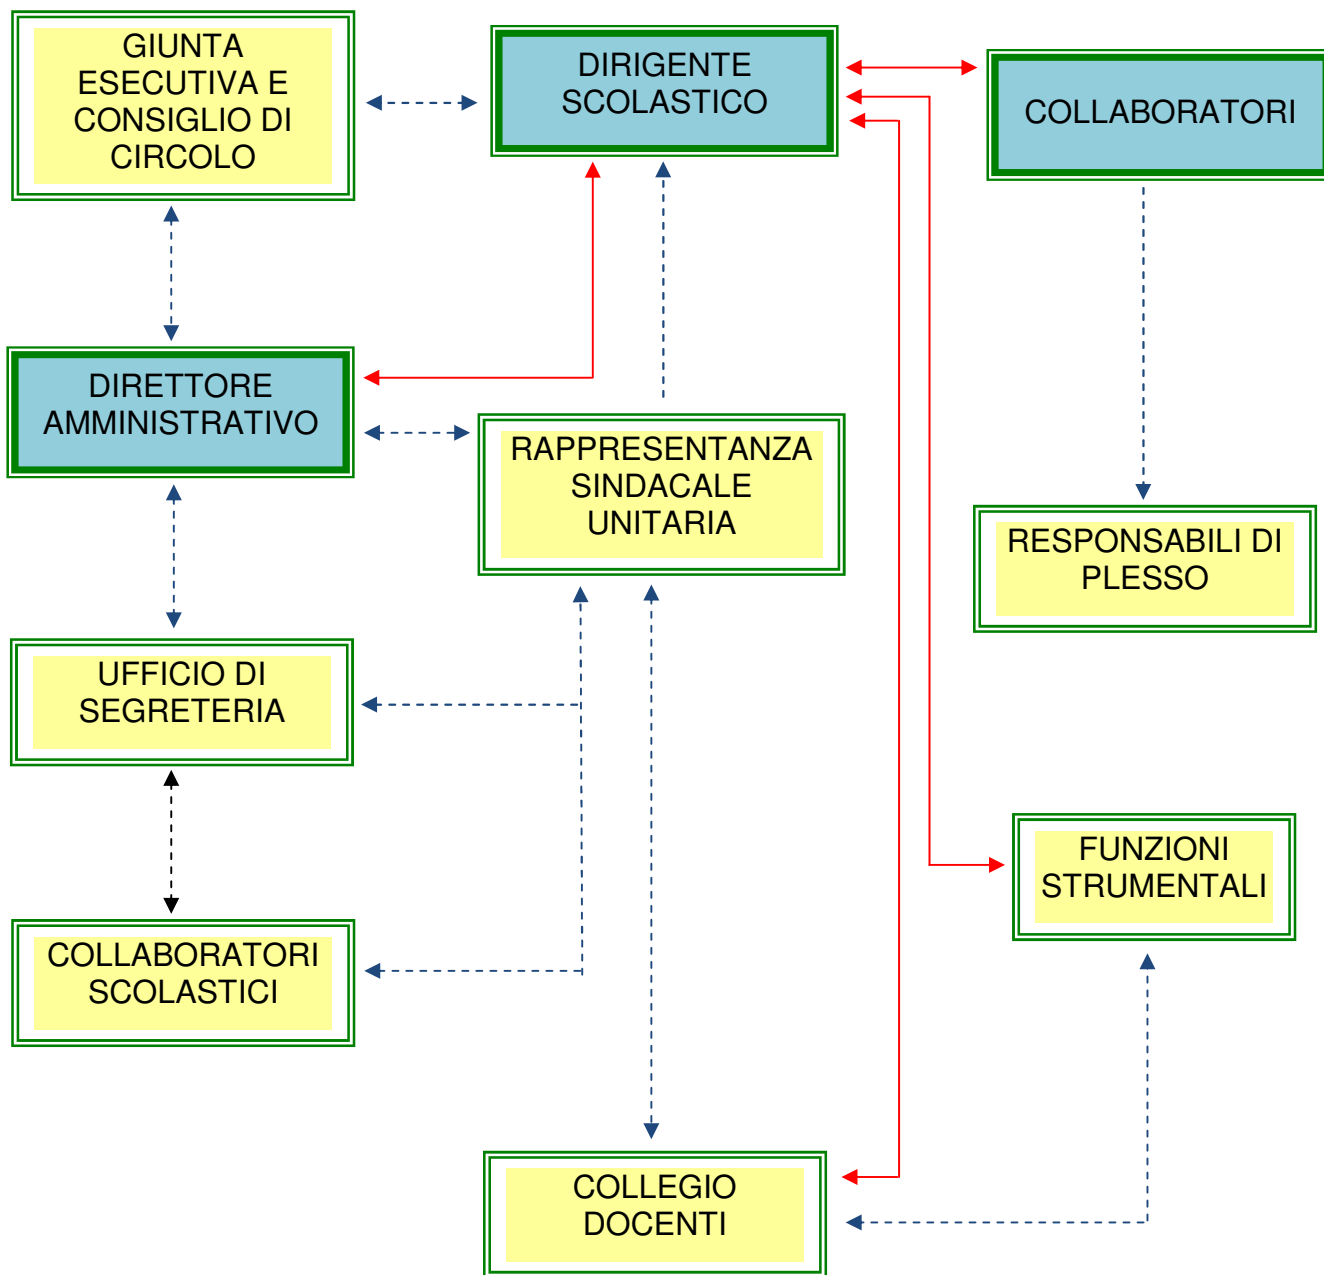 GIUNTA
ESECUTIVA E
CONSIGLIO DI
CIRCOLO
DIRIGENTE
SCOLASTICO
COLLABORATORI
DIRETTORE
AMMINISTRATIVO
RAPPRESENTANZA
SINDACALE
UNITARIA
RESPONSABILI DI
PLESSO
UFFICIO DI
SEGRETERIA
FUNZIONI
STRUMENTALI
COLLABORATORI
SCOLASTICI
COLLEGIO
DOCENTI